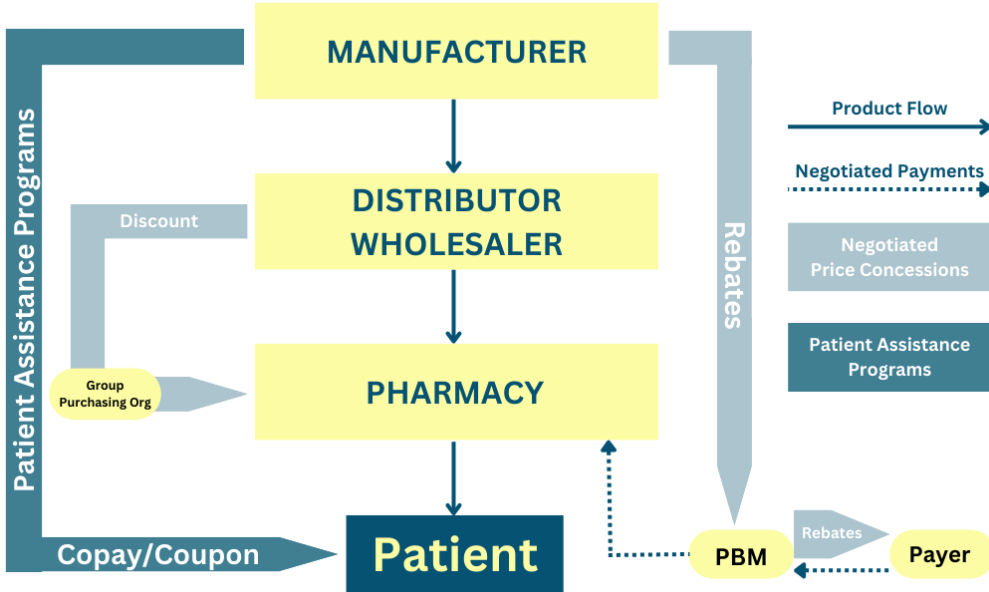 MANUFACTURER
Patient Assistance Programs
Rebates
Product Flow
Negotiated Payments
Negotiated
Price Concessions
Patient Assistance
Programs
DISTRIBUTOR
WHOLESALER
Discount
Group
Purchasing Org
PHARMACY
Copay/Coupon
Patient
PBM
Rebates
Payer